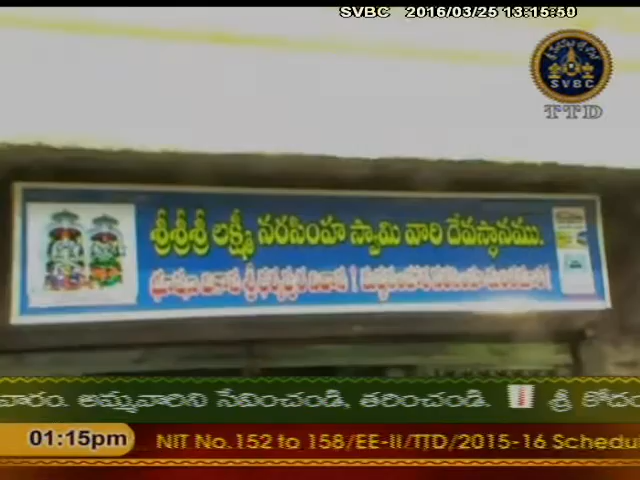 SVBC 2016/03/25 13:15:50
SVBC
TTD
శ్రీశ్రీశ్రీ లక్ష్మీ నరసింహ స్వామి వారి దేవస్థానము.
వారం. అమ్మవారిని సేవించండి, తరించండి. శ్రీ కోదం
01:15pm NIT No.152 to 158/EE-II/TTD/2015-16 Schedu